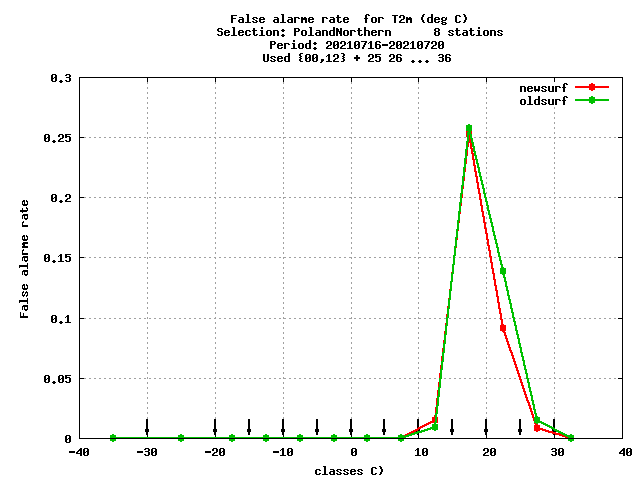 False alarme rate  for T2m (deg C)
Selection: PolandNorthern      8 stations
Period: 20210716-20210720
Used {00,12} + 25 26 ... 36
newsurf
oldsurf
0.3
0.25
0.2
0.15
0.1
0.05
0
False alarme rate
-40 -30 -20 -10 0 10 20 30 40
classes C)